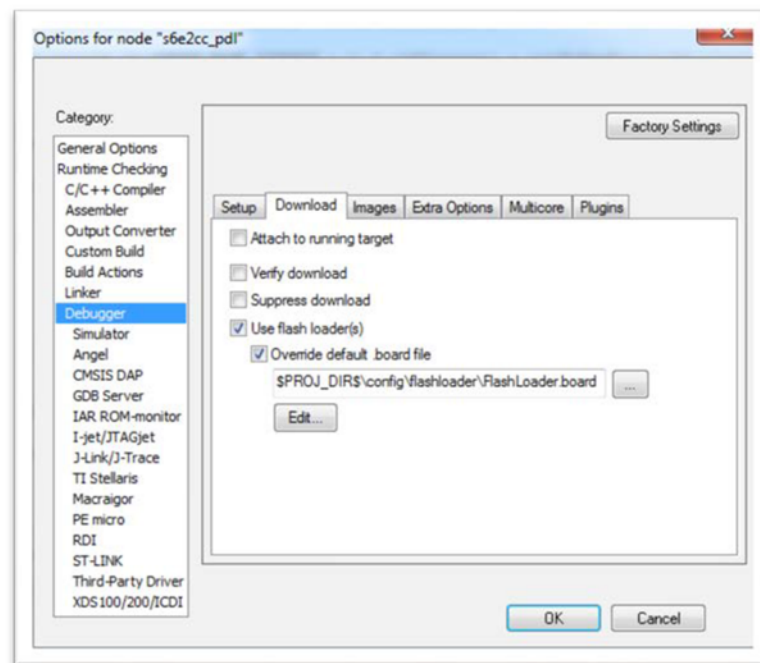 Options for node "s6e2cc_pdl"
Category:
General Options
Runtime Checking
C/C++ Compiler
Assembler
Output Converter
Custom Build
Build Actions
Linker
Debugger
Simulator
Angel
CMSIS DAP
GDB Server
IAR ROM-monitor
I-jet/JTAGjet
J-Link/J-Trace
TI Stellaris
Macraigor
PE micro
RDI
ST-LINK
Third-Party Driver
XDS100/200/ICDI
Factory Settings
Setup Download Images Extra Options Multicore Plugins
Attach to running target
Verify download
Suppress download
Use flash loader(s)
Override default .board file
$PROJ_DIR$\config\flashloader\FlashLoader.board ...
Edit...
OK Cancel